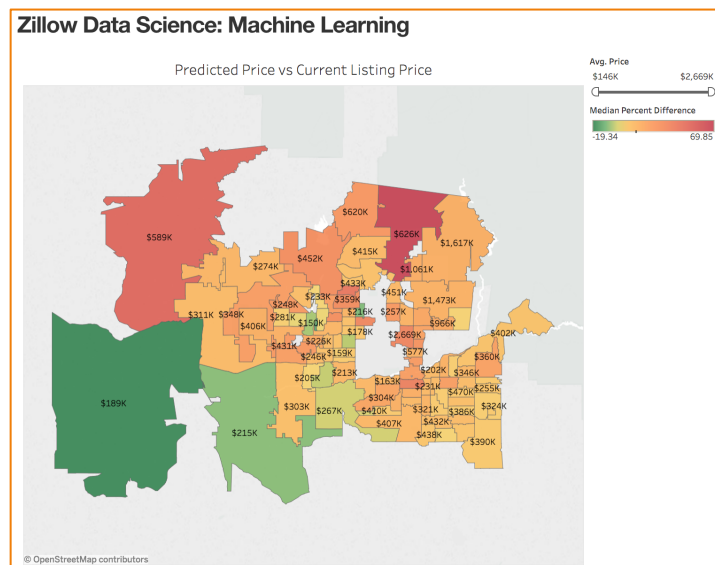 Zillow Data Science: Machine Learning
Predicted Price vs Current Listing Price
Avg. Price
$146K $2,669K
Median Percent Difference
-19.34 69.85
$620K
$626K
$589K
$1,617K
$415K
$452K
$274K
$1,061K
$433K
$451K
$233K
$359K
$1,473K
$248K
$216K
$257K
$311K
$348K
$281K
$150K
$966K
$406K
$178K
$2,669K
$402K
$226K
$431K
$159K
$577K
$246K
$360K
$202K
$346K
$213K
$205K
$163K
$231K
$255K
$470K
$304K
$189K
$303K
$267K
$410K
$321K
$386K
$324K
$407K
$432K
$215K
$438K
$390K
© OpenStreetMap contributors